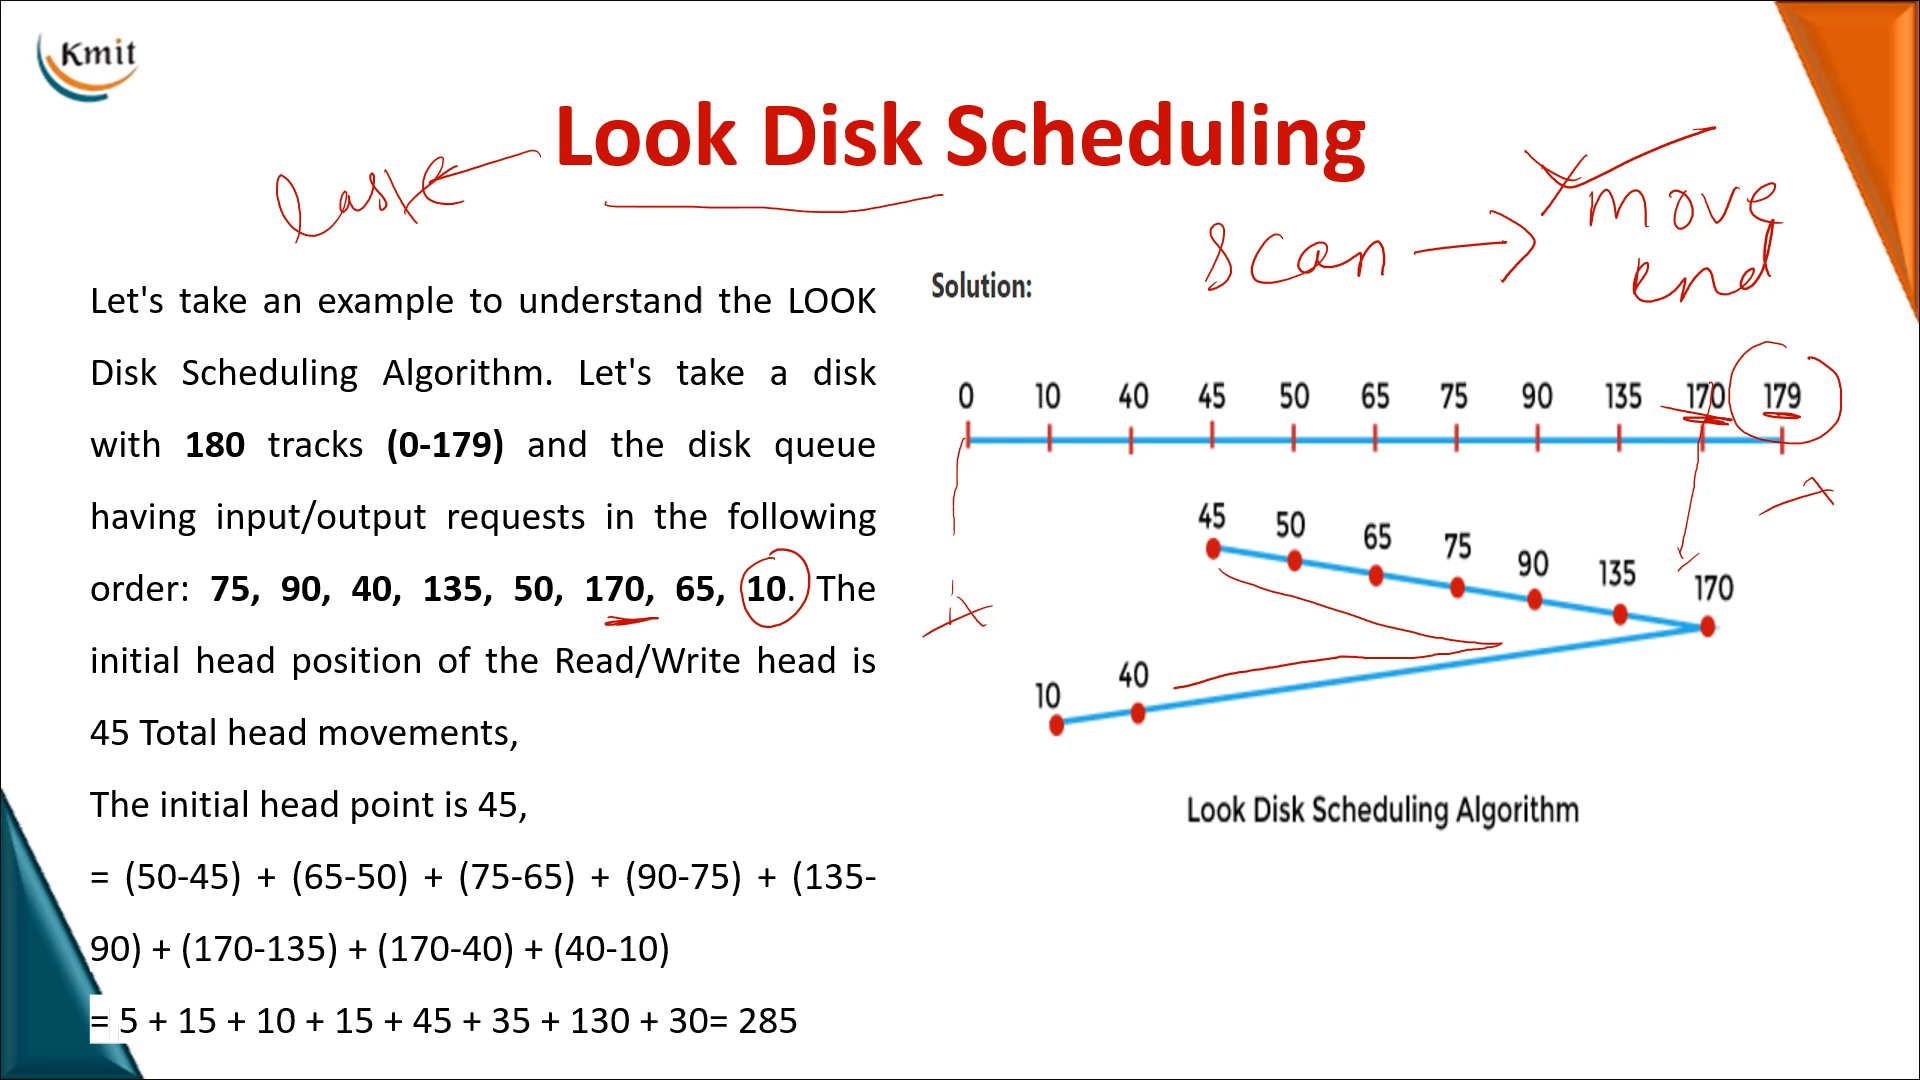 Kmit
Look Disk Scheduling
scan → move
end
Let's take an example to understand the LOOK
Disk Scheduling Algorithm. Let's take a disk
with 180 tracks (0-179) and the disk queue
having input/output requests in the following
order: 75, 90, 40, 135, 50, 170, 65, 10. The
initial head position of the Read/Write head is
45 Total head movements,
The initial head point is 45,
= (50-45) + (65-50) + (75-65) + (90-75) + (135-
90) + (170-135) + (170-40) + (40-10)
= 5 + 15 + 10 + 15 + 45 + 35 + 130 + 30= 285
Solution:
0 10 40 45 50 65 75 90 135 170 179
45 50 65 75 90 135 170
10 40
Look Disk Scheduling Algorithm